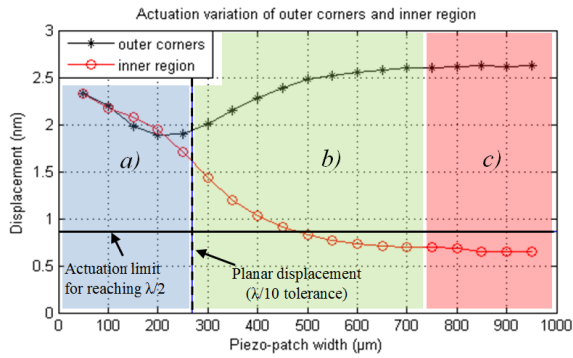 Actuation variation of outer corners and inner region
outer corners
inner region
3
2.5
2
1.5
1
0.5
0
Displacement (nm)
a)
b)
c)
Actuation limit
for reaching λ/2
Planar displacement
(λ/10 tolerance)
0 100 200 300 400 500 600 700 800 900 1000
Piezo-patch width (μm)